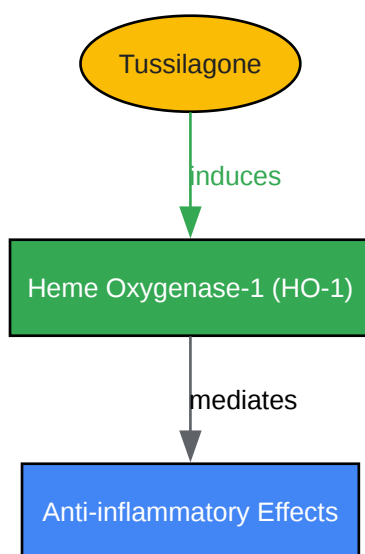 Tussilagone
induces
Heme Oxygenase-1 (HO-1)
mediates
Anti-inflammatory Effects